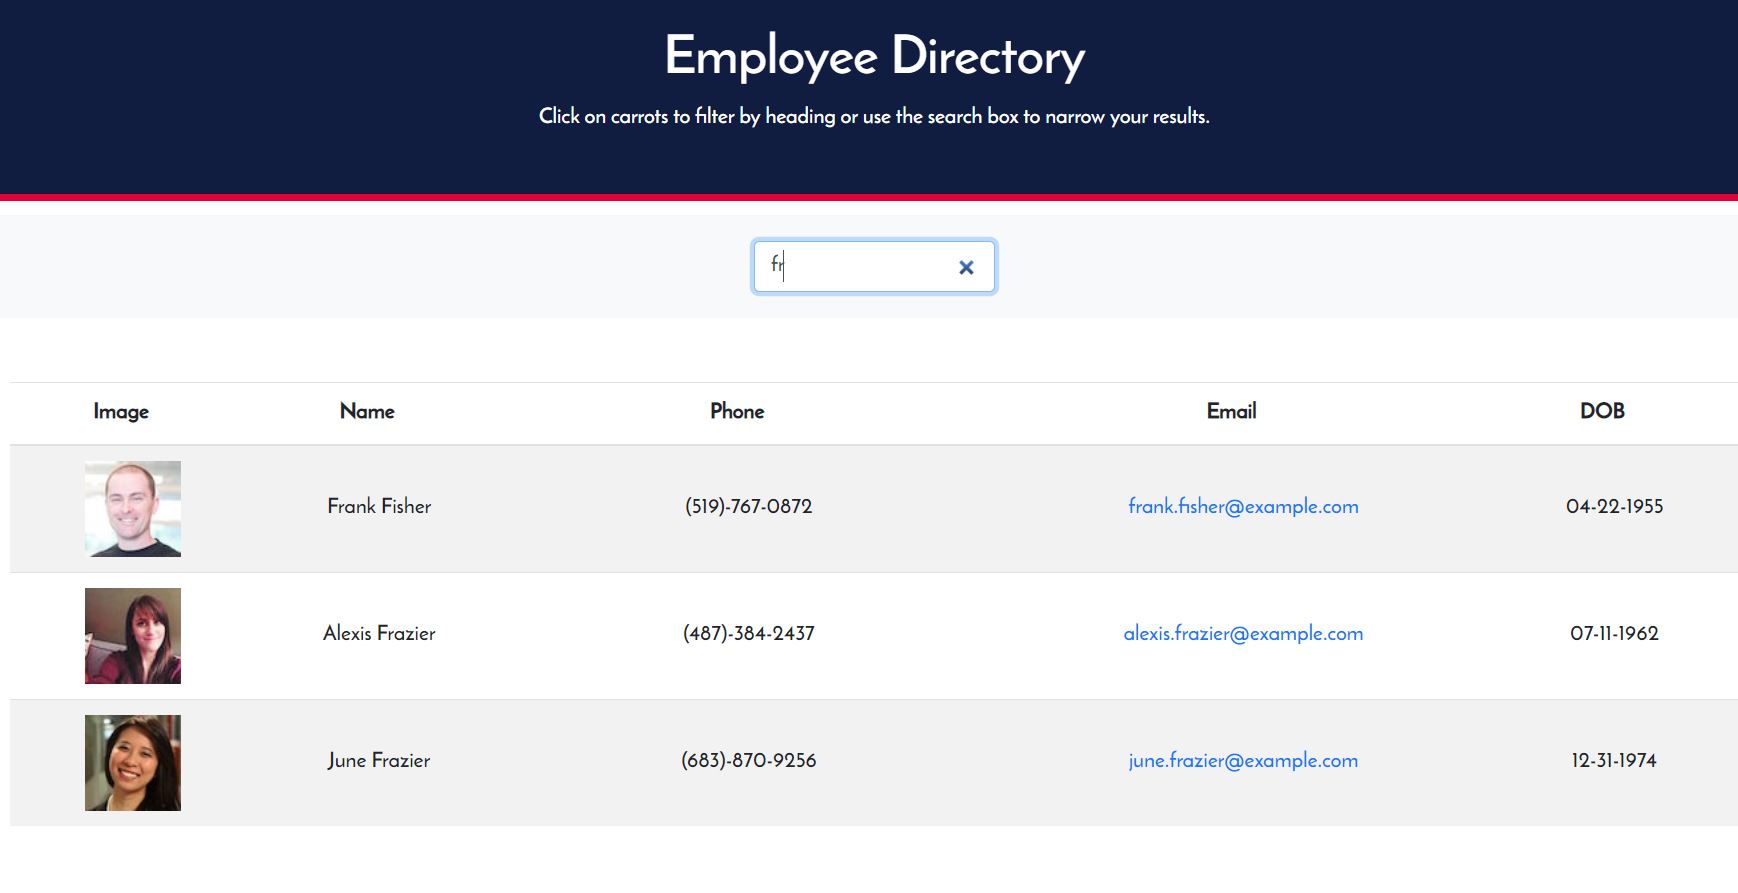 Employee Directory
Click on carrots to filter by heading or use the search box to narrow your results.
fr
Image Name Phone Email DOB
Frank Fisher (519)-767-0872 frank.fisher@example.com 04-22-1955
Alexis Frazier (487)-384-2437 alexis.frazier@example.com 07-11-1962
June Frazier (683)-870-9256 june.frazier@example.com 12-31-1974